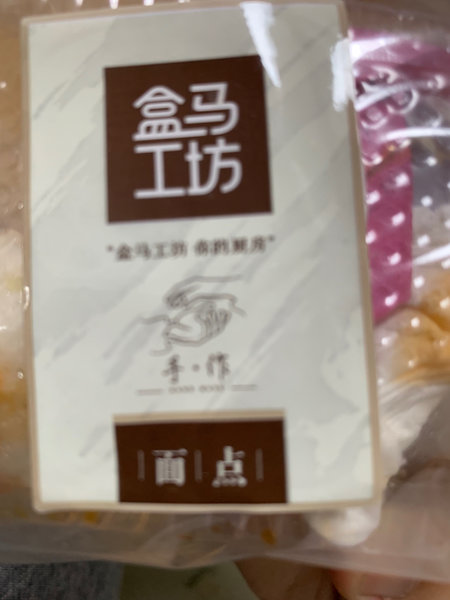 盒马
工坊
"盒马工坊 你的厨房"
手·作
面点